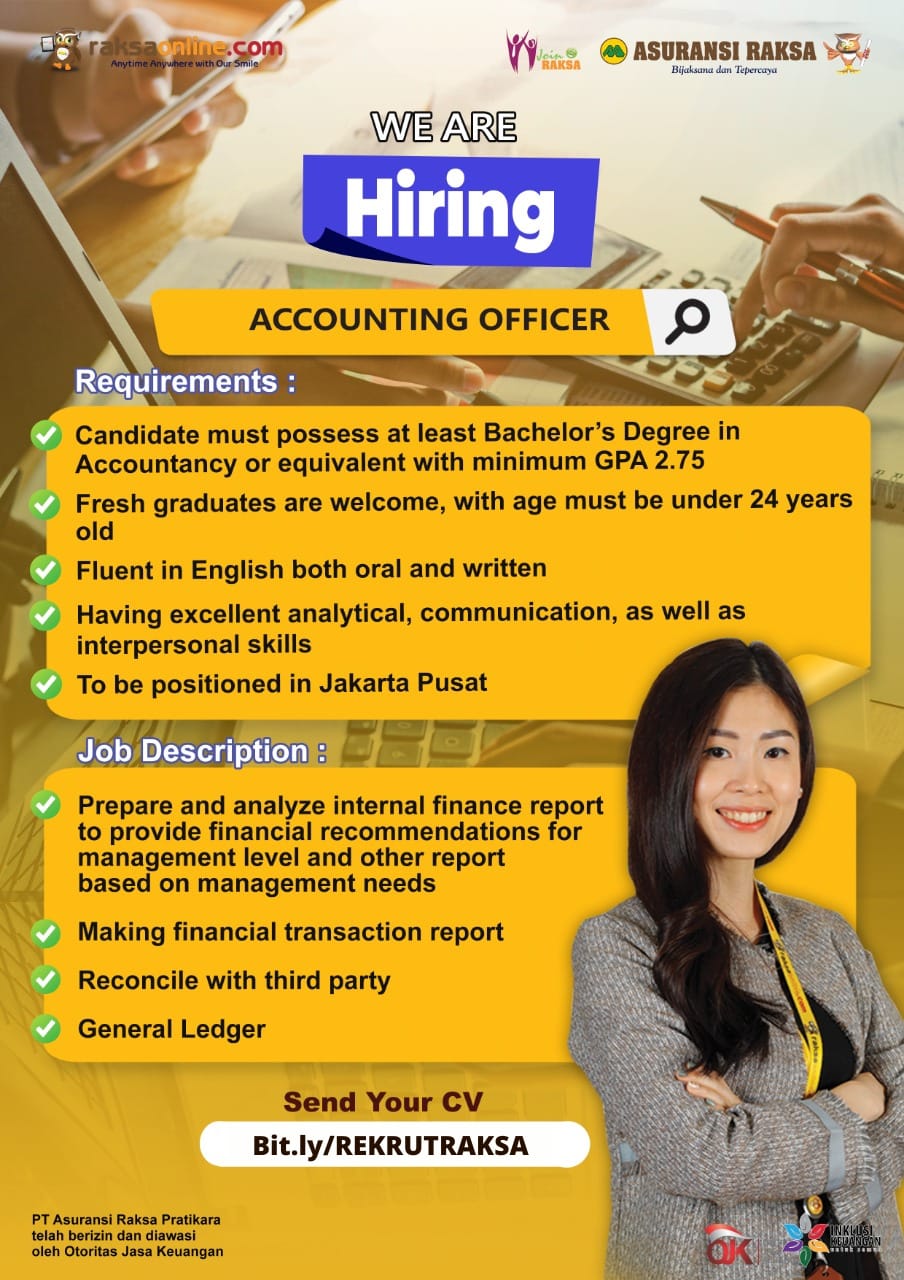 raksaonline.com
Anytime Anywhere with Our Smile
Join
RAKSA
ASURANSI RAKSA
Bijaksana dan Tepercaya
WE ARE
Hiring
ACCOUNTING OFFICER
Requirements :
Candidate must possess at least Bachelor's Degree in
Accountancy or equivalent with minimum GPA 2.75
Fresh graduates are welcome, with age must be under 24 years
old
Fluent in English both oral and written
Having excellent analytical, communication, as well as
interpersonal skills
To be positioned in Jakarta Pusat
Job Description :
Prepare and analyze internal finance report
to provide financial recommendations for
management level and other report
based on management needs
Making financial transaction report
Reconcile with third party
General Ledger
Send Your CV
Bit.ly/REKRUTRAKSA
PT Asuransi Raksa Pratikara
telah berizin dan diawasi
oleh Otoritas Jasa Keuangan
OJK
INKLUSI
KEUANGAN
untuk semua